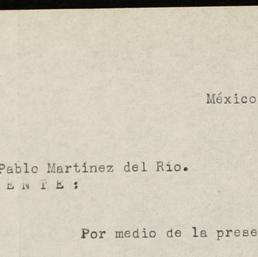 México
Pablo Martínez del Río.
E N T E ;
Por medio de la prese